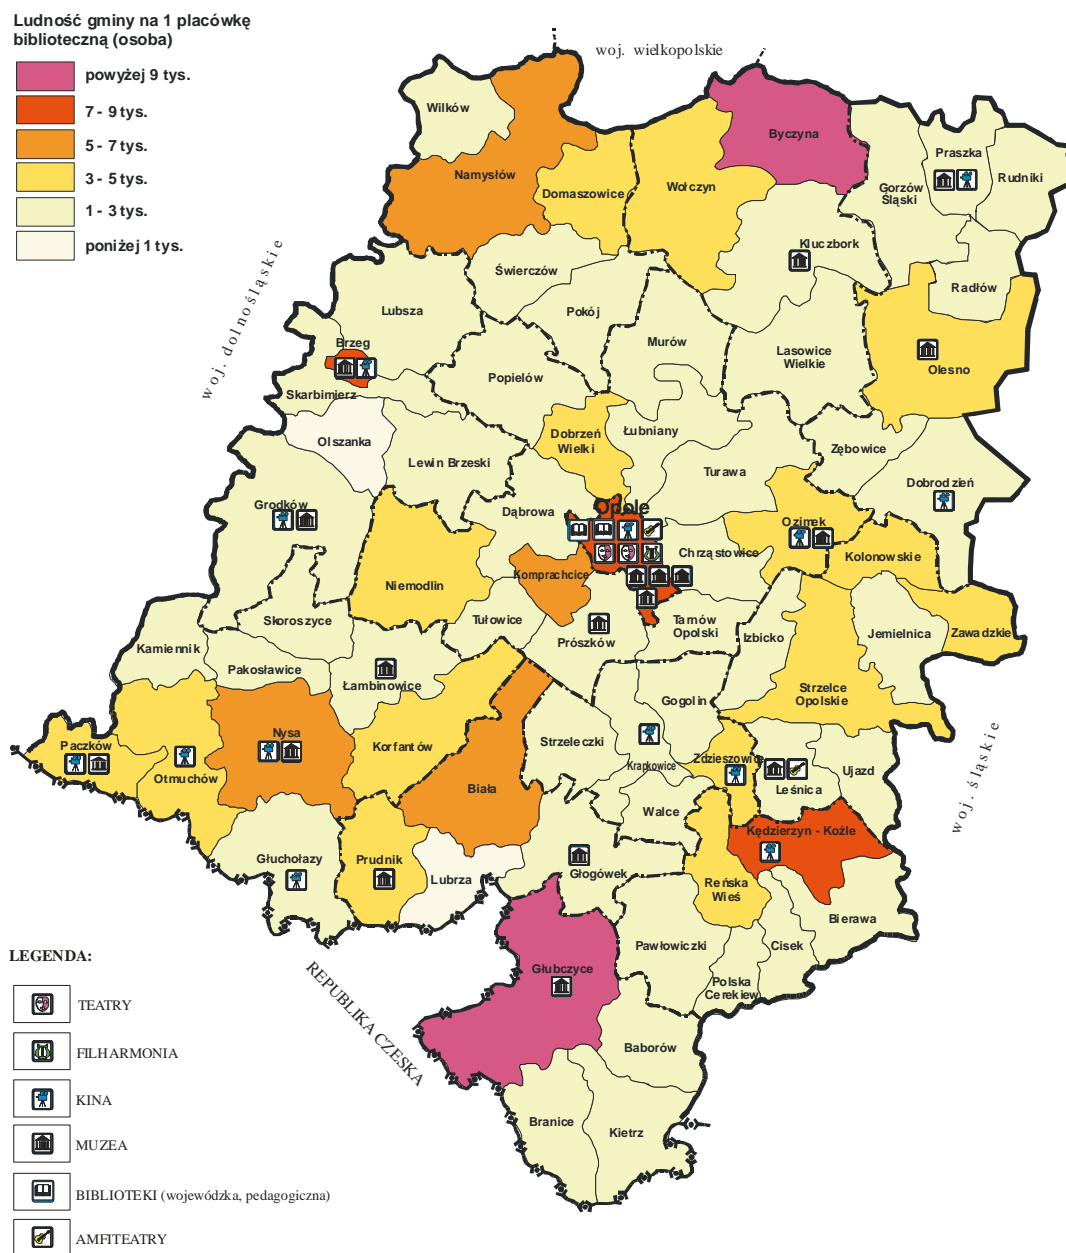 Ludność gminy na 1 placówkę
biblioteczną (osoba)
powyżej 9 tys.
7 - 9 tys.
5 - 7 tys.
3 - 5 tys.
1 - 3 tys.
poniżej 1 tys.
woj. wielkopolskie
woj. dolnośląskie
woj. śląskie
REPUBLIKA CZESKA
Wilków
Namysłów
Domaszowice
Wołczyn
Byczyna
Gorzów
Śląski
Praszka
Rudniki
Kluczbork
Radłów
Świerczów
Pokój
Lubsza
Brzeg
Skarbimierz
Murów
Lasowice
Wielkie
Olesno
Popielów
Olszanka
Lewin Brzeski
Dobrzeń
Wielki
Łubniany
Turawa
Zębowice
Dobrodzień
Grodków
Dąbrowa
Opole
Chrząstowice
Ozimek
Kolonowskie
Niemodlin
Komprachcice
Skoroszyce
Tułowice
Prószków
Tarnów
Opolski
Izbicko
Jemielnica
Zawadzkie
Kamiennik
Pakosławice
Łambinowice
Strzelce
Opolskie
Gogolin
Paczków
Otmuchów
Nysa
Korfantów
Strzeleczki
Krapkowice
Zdzieszowice
Leśnica
Ujazd
Biała
Walce
Kędzierzyn - Koźle
Głuchołazy
Prudnik
Lubrza
Głogówek
Reńska
Wieś
Bierawa
Pawłowiczki
Cisek
Polska
Cerekiew
Głubczyce
Baborów
Branice
Kietrz
LEGENDA:
TEATRY
FILHARMONIA
KINA
MUZEA
BIBLIOTEKI (wojewódzka, pedagogiczna)
AMFITEATRY